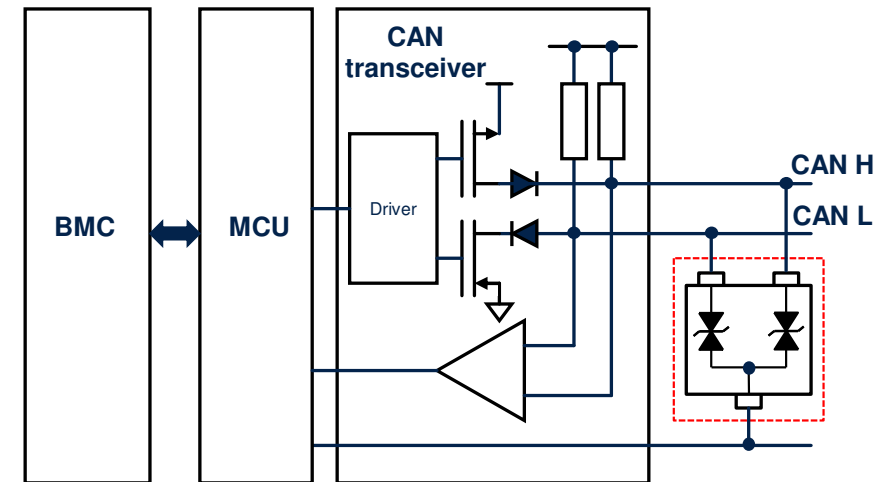 CAN
transceiver
BMC
MCU
Driver
CAN H
CAN L